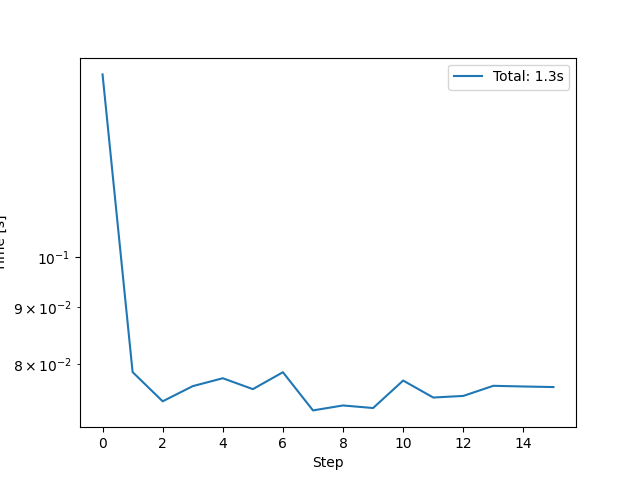 Total: 1.3s
Time [s]
10⁻¹
9 × 10⁻²
8 × 10⁻²
0 2 4 6 8 10 12 14
Step